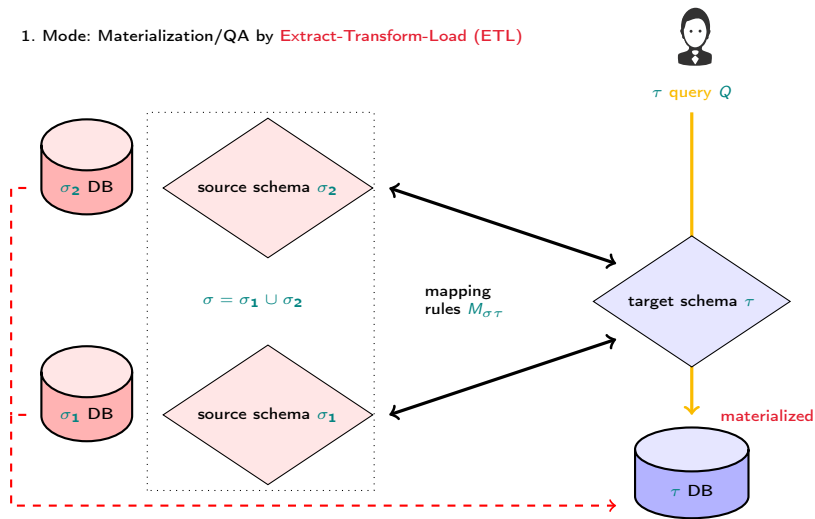 1. Mode: Materialization/QA by Extract-Transform-Load (ETL)
τ query Q
σ₂ DB
source schema σ₂
σ = σ₁ ∪ σ₂
mapping
rules M_στ
target schema τ
σ₁ DB
source schema σ₁
materialized
τ DB